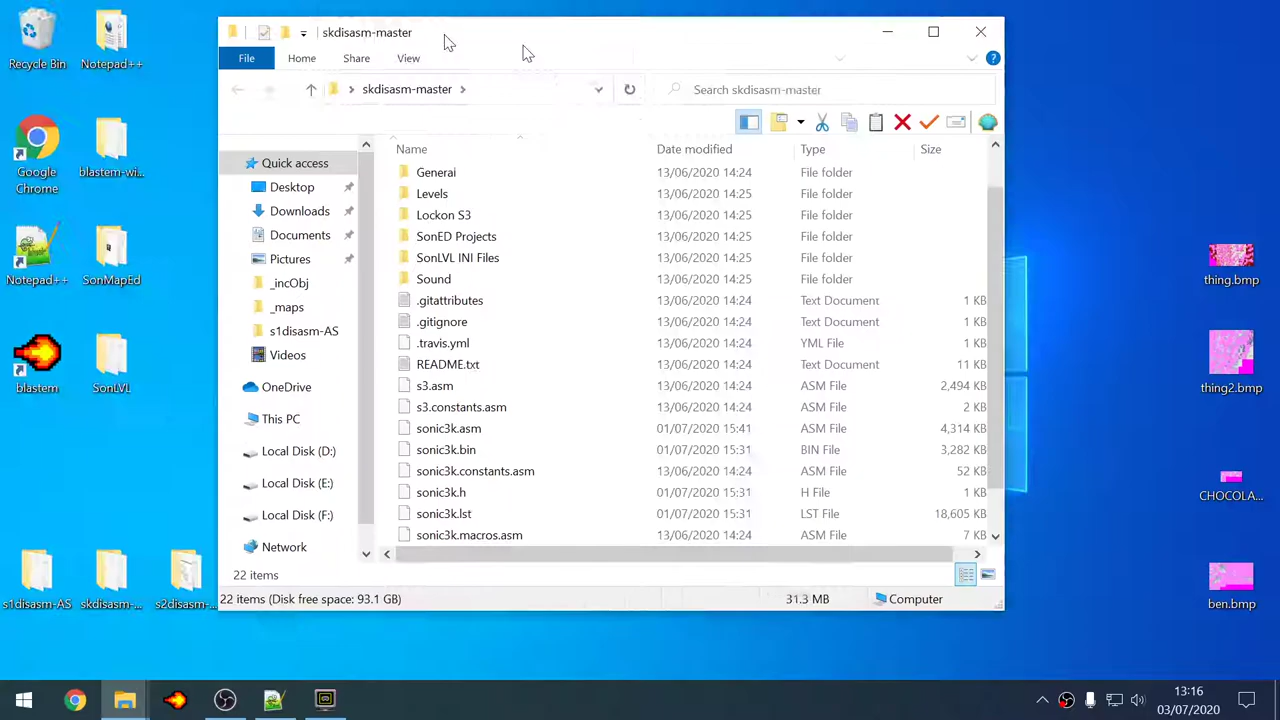 Recycle Bin
Notepad++
Google
Chrome
blastem-wi...
Notepad++
SonMapEd
blastem
SonLVL
s1disasm-AS
skdisasm-...
s2disasm-...
skdisasm-master
File
Home
Share
View
skdisasm-master
Search skdisasm-master
Quick access
Desktop
Downloads
Documents
Pictures
_incObj
_maps
s1disasm-AS
Videos
OneDrive
This PC
Local Disk (D:)
Local Disk (E:)
Local Disk (F:)
Network
Name Date modified Type Size
General 13/06/2020 14:24 File folder
Levels 13/06/2020 14:25 File folder
Lockon S3 13/06/2020 14:25 File folder
SonED Projects 13/06/2020 14:25 File folder
SonLVL INI Files 13/06/2020 14:25 File folder
Sound 13/06/2020 14:25 File folder
.gitattributes 13/06/2020 14:24 Text Document 1 KB
.gitignore 13/06/2020 14:24 Text Document 1 KB
.travis.yml 13/06/2020 14:24 YML File 1 KB
README.txt 13/06/2020 14:24 Text Document 11 KB
s3.asm 13/06/2020 14:24 ASM File 2,494 KB
s3.constants.asm 13/06/2020 14:24 ASM File 2 KB
sonic3k.asm 01/07/2020 15:41 ASM File 4,314 KB
sonic3k.bin 01/07/2020 15:31 BIN File 3,282 KB
sonic3k.constants.asm 13/06/2020 14:24 ASM File 52 KB
sonic3k.h 01/07/2020 15:31 H File 1 KB
sonic3k.lst 01/07/2020 15:31 LST File 18,605 KB
sonic3k.macros.asm 13/06/2020 14:24 ASM File 7 KB
22 items
22 items (Disk free space: 93.1 GB) 31.3 MB Computer
thing.bmp
thing2.bmp
CHOCOLA...
ben.bmp
13:16
03/07/2020